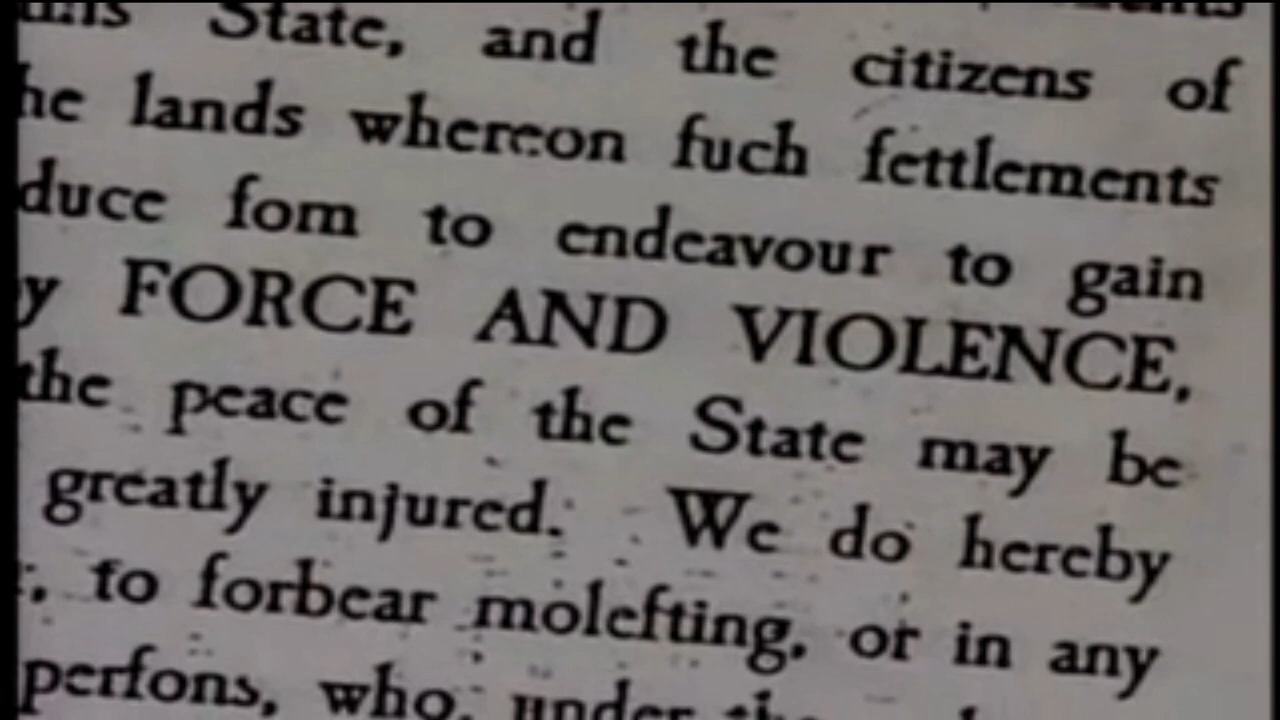 this State, and the citizens of
he lands whereon fuch fettlements
duce fom to endeavour to gain
y FORCE AND VIOLENCE,
the peace of the State may be
greatly injured. We do hereby
, to forbear molefting, or in any
perfons, who, under the